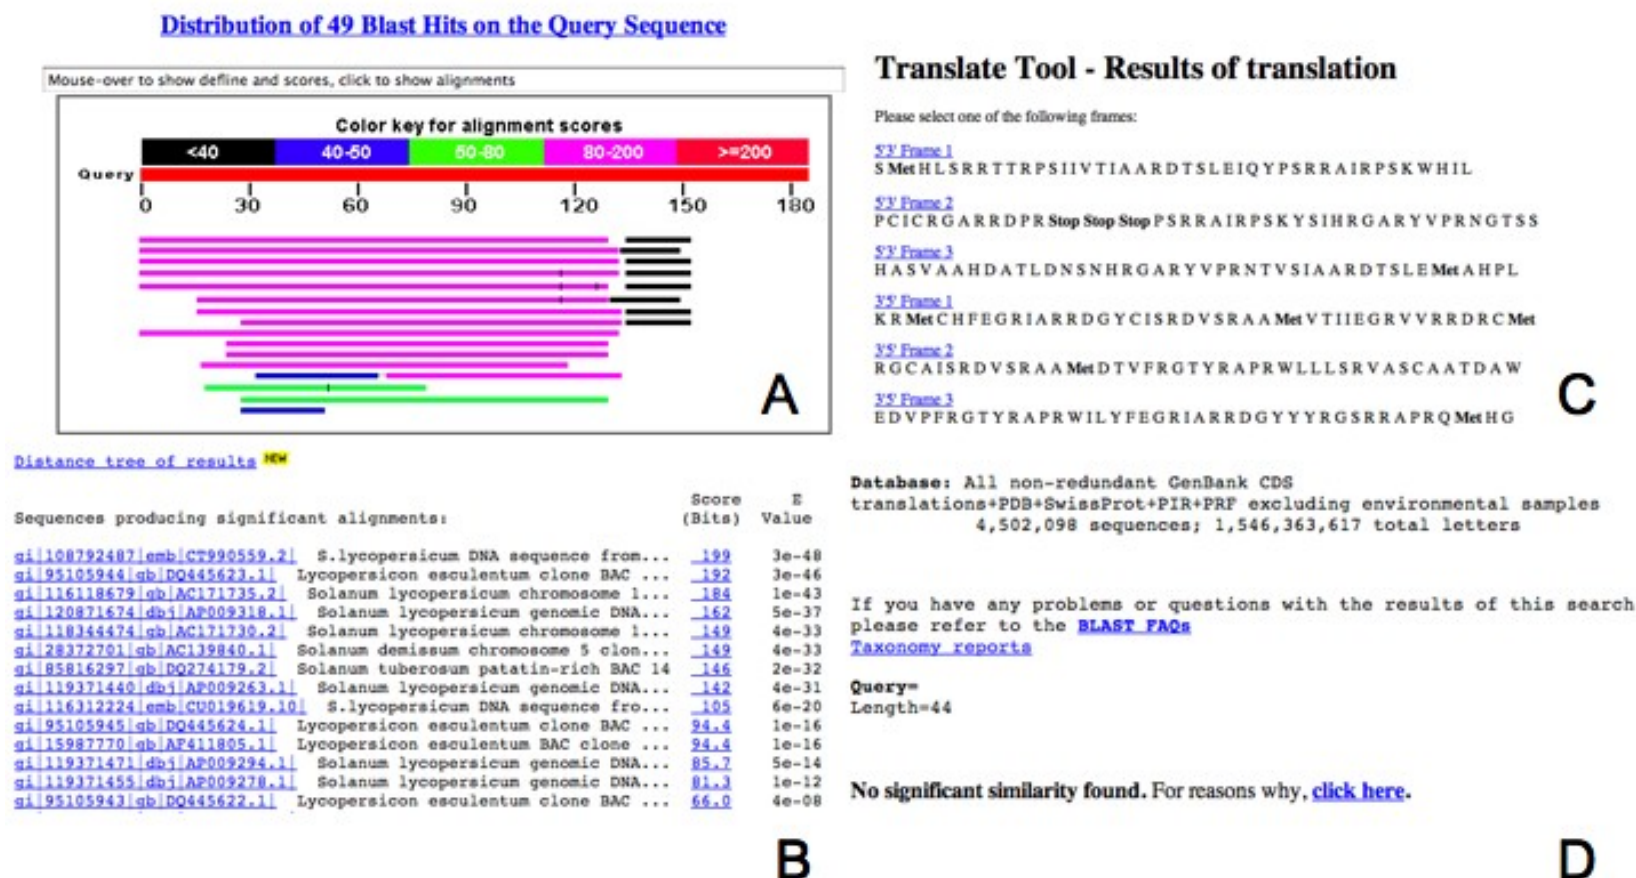 Distribution of 49 Blast Hits on the Query Sequence
Mouse-over to show defline and scores, click to show alignments
Color key for alignment scores
<40 40-50 50-80 80-200 >=200
Query
0 30 60 90 120 150 180
A
Distance tree of results NEW
Score E
Sequences producing significant alignments: (Bits) Value
gi|108792487|emb|CT990559.2| S.lycopersicum DNA sequence from... 199 3e-48
gi|95105944|gb|DQ445623.1| Lycopersicon esculentum clone BAC ... 192 3e-46
gi|116118679|gb|AC171735.2| Solanum lycopersicum chromosome 1... 184 1e-43
gi|120871674|dbj|AP009318.1| Solanum lycopersicum genomic DNA... 162 5e-37
gi|118344474|gb|AC171730.2| Solanum lycopersicum chromosome 1... 149 4e-33
gi|28372701|gb|AC139840.1| Solanum demissum chromosome 5 clon... 149 4e-33
gi|85816297|gb|DQ274179.2| Solanum tuberosum patatin-rich BAC 14 146 2e-32
gi|119371440|dbj|AP009263.1| Solanum lycopersicum genomic DNA... 142 4e-31
gi|116312224|emb|CU019619.10| S.lycopersicum DNA sequence fro... 105 6e-20
gi|95105945|gb|DQ445624.1| Lycopersicon esculentum clone BAC ... 94.4 1e-16
gi|15987770|gb|AF411805.1| Lycopersicon esculentum BAC clone ... 94.4 1e-16
gi|119371471|dbj|AP009294.1| Solanum lycopersicum genomic DNA... 85.7 5e-14
gi|119371455|dbj|AP009278.1| Solanum lycopersicum genomic DNA... 81.3 1e-12
gi|95105943|gb|DQ445622.1| Lycopersicon esculentum clone BAC ... 66.0 4e-08
B
Translate Tool - Results of translation
Please select one of the following frames:
5'3' Frame 1
S Met H L S R R T T R P S I I V T I A A R D T S L E I Q Y P S R R A I R P S K W H I L
5'3' Frame 2
P C I C R G A R R D P R Stop Stop Stop P S R R A I R P S K Y S I H R G A R Y V P R N G T S S
5'3' Frame 3
H A S V A A H D A T L D N S N H R G A R Y V P R N T V S I A A R D T S L E Met A H P L
3'5' Frame 1
K R Met C H F E G R I A R R D G Y C I S R D V S R A A Met V T I I E G R V V R R D R C Met
3'5' Frame 2
R G C A I S R D V S R A A Met D T V F R G T Y R A P R W L L L S R V A S C A A T D A W
3'5' Frame 3
E D V P F R G T Y R A P R W I L Y F E G R I A R R D G Y Y Y R G S R R A P R Q Met H G
C
Database: All non-redundant GenBank CDS
translations+PDB+SwissProt+PIR+PRF excluding environmental samples
4,502,098 sequences; 1,546,363,617 total letters
If you have any problems or questions with the results of this search
please refer to the BLAST FAQs
Taxonomy reports
Query=
Length=44
No significant similarity found. For reasons why, click here.
D